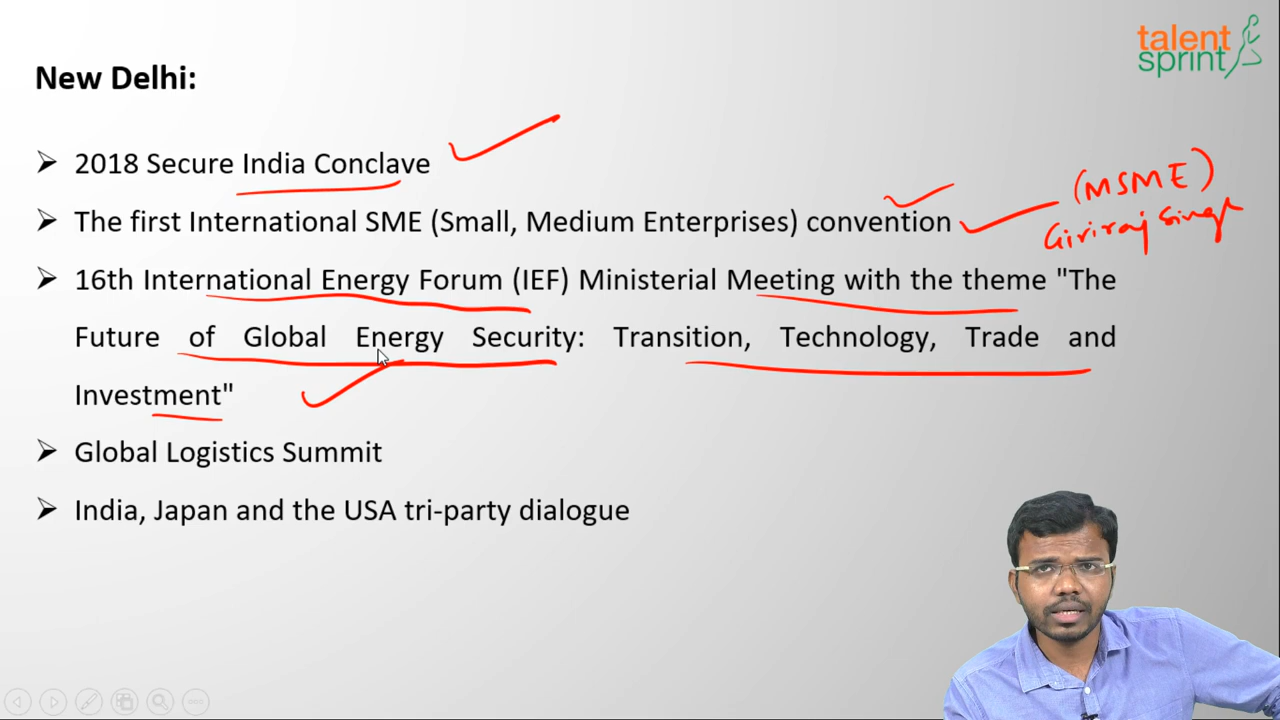 talent
sprint
New Delhi:
2018 Secure India Conclave
The first International SME (Small, Medium Enterprises) convention
(MSME)
Giriraj Singh
16th International Energy Forum (IEF) Ministerial Meeting with the theme "The
Future of Global Energy Security: Transition, Technology, Trade and
Investment"
Global Logistics Summit
India, Japan and the USA tri-party dialogue